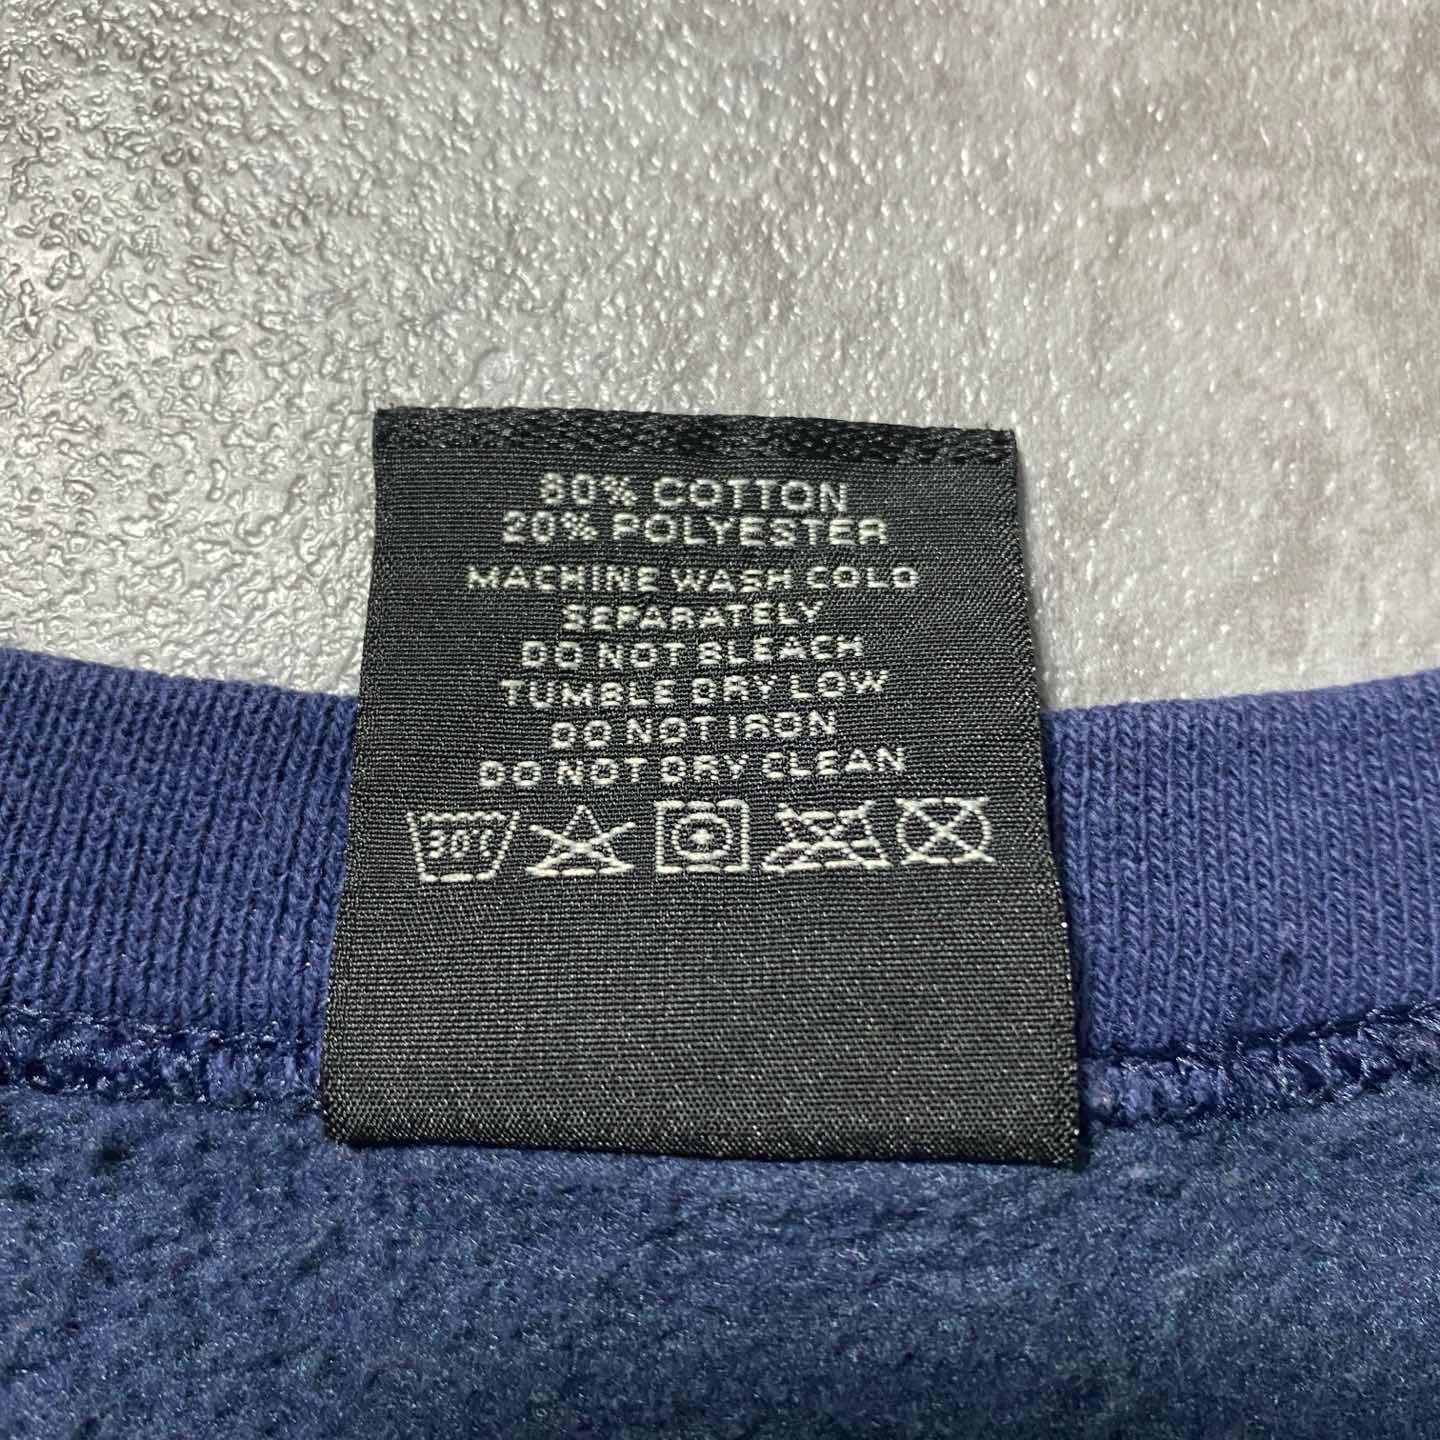 80% COTTON
20% POLYESTER
MACHINE WASH COLD
SEPARATELY
DO NOT BLEACH
TUMBLE DRY LOW
DO NOT IRON
DO NOT DRY CLEAN
30°C